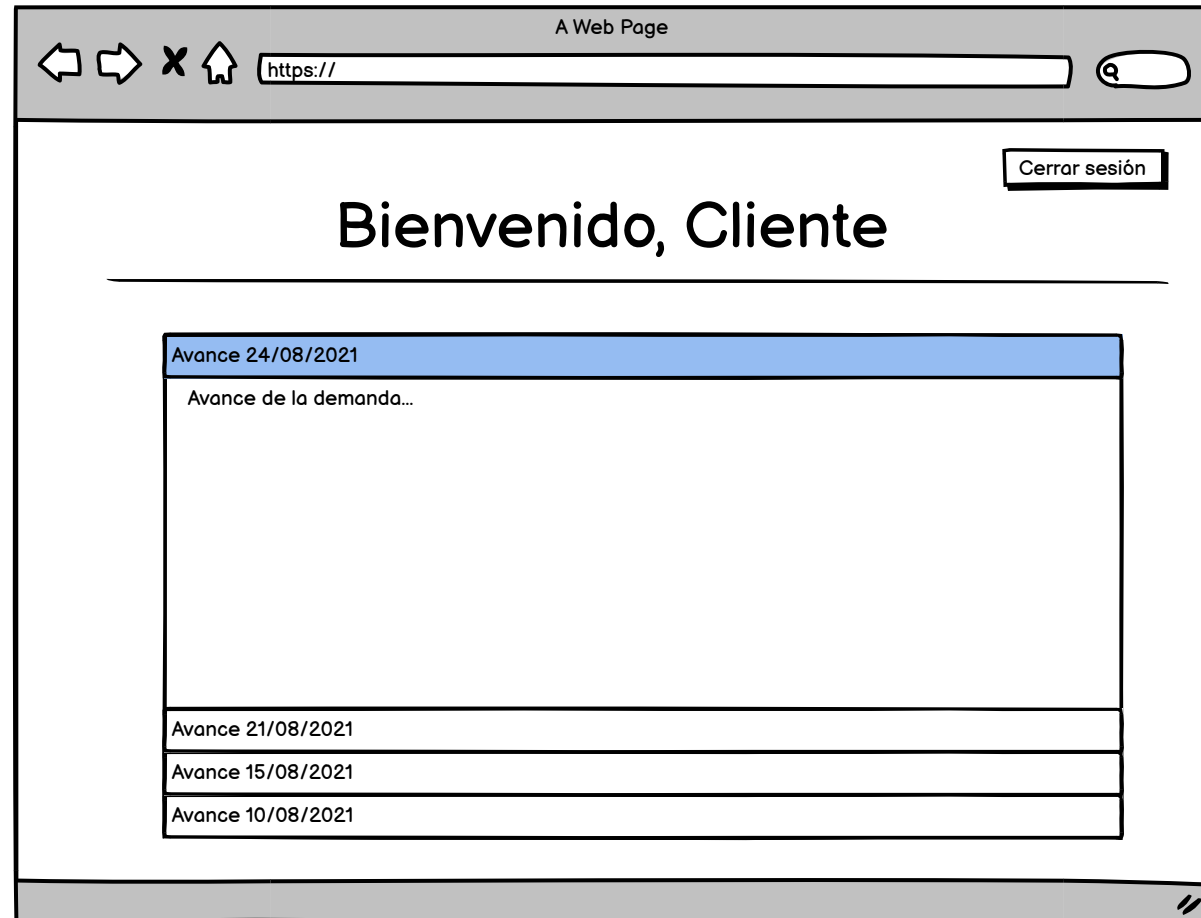 A Web Page
https://
Cerrar sesión
Bienvenido, Cliente
Avance 24/08/2021
Avance de la demanda...
Avance 21/08/2021
Avance 15/08/2021
Avance 10/08/2021